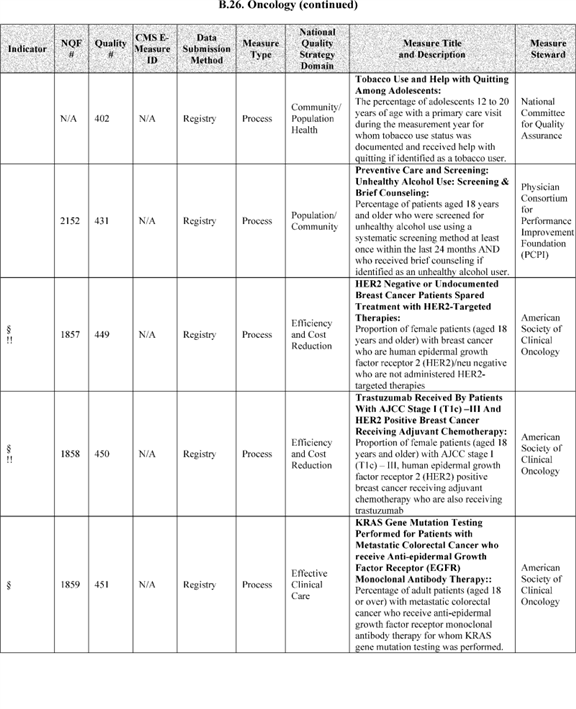 B.26. Oncology (continued)
Indicator
NQF
#
Quality
#
CMS E-
Measure
ID
Data
Submission
Method
Measure
Type
National
Quality
Strategy
Domain
Measure Title
and Description
Measure
Steward
N/A
402
N/A
Registry
Process
Community/
Population
Health
Tobacco Use and Help with Quitting
Among Adolescents:
The percentage of adolescents 12 to 20
years of age with a primary care visit
during the measurement year for
whom tobacco use status was
documented and received help with
quitting if identified as a tobacco user.
National
Committee
for Quality
Assurance
2152
431
N/A
Registry
Process
Population/
Community
Preventive Care and Screening:
Unhealthy Alcohol Use: Screening &
Brief Counseling:
Percentage of patients aged 18 years
and older who were screened for
unhealthy alcohol use using a
systematic screening method at least
once within the last 24 months AND
who received brief counseling if
identified as an unhealthy alcohol user.
Physician
Consortium
for
Performance
Improvement
Foundation
(PCPI)
§
!!
1857
449
N/A
Registry
Process
Efficiency
and Cost
Reduction
HER2 Negative or Undocumented
Breast Cancer Patients Spared
Treatment with HER2-Targeted
Therapies:
Proportion of female patients (aged 18
years and older) with breast cancer
who are human epidermal growth
factor receptor 2 (HER2)/neu negative
who are not administered HER2-
targeted therapies
American
Society of
Clinical
Oncology
§
!!
1858
450
N/A
Registry
Process
Efficiency
and Cost
Reduction
Trastuzumab Received By Patients
With AJCC Stage I (T1c) –III And
HER2 Positive Breast Cancer
Receiving Adjuvant Chemotherapy:
Proportion of female patients (aged 18
years and older) with AJCC stage I
(T1c) – III, human epidermal growth
factor receptor 2 (HER2) positive
breast cancer receiving adjuvant
chemotherapy who are also receiving
trastuzumab
American
Society of
Clinical
Oncology
§
1859
451
N/A
Registry
Process
Effective
Clinical
Care
KRAS Gene Mutation Testing
Performed for Patients with
Metastatic Colorectal Cancer who
receive Anti-epidermal Growth
Factor Receptor (EGFR)
Monoclonal Antibody Therapy::
Percentage of adult patients (aged 18
or over) with metastatic colorectal
cancer who receive anti-epidermal
growth factor receptor monoclonal
antibody therapy for whom KRAS
gene mutation testing was performed.
American
Society of
Clinical
Oncology